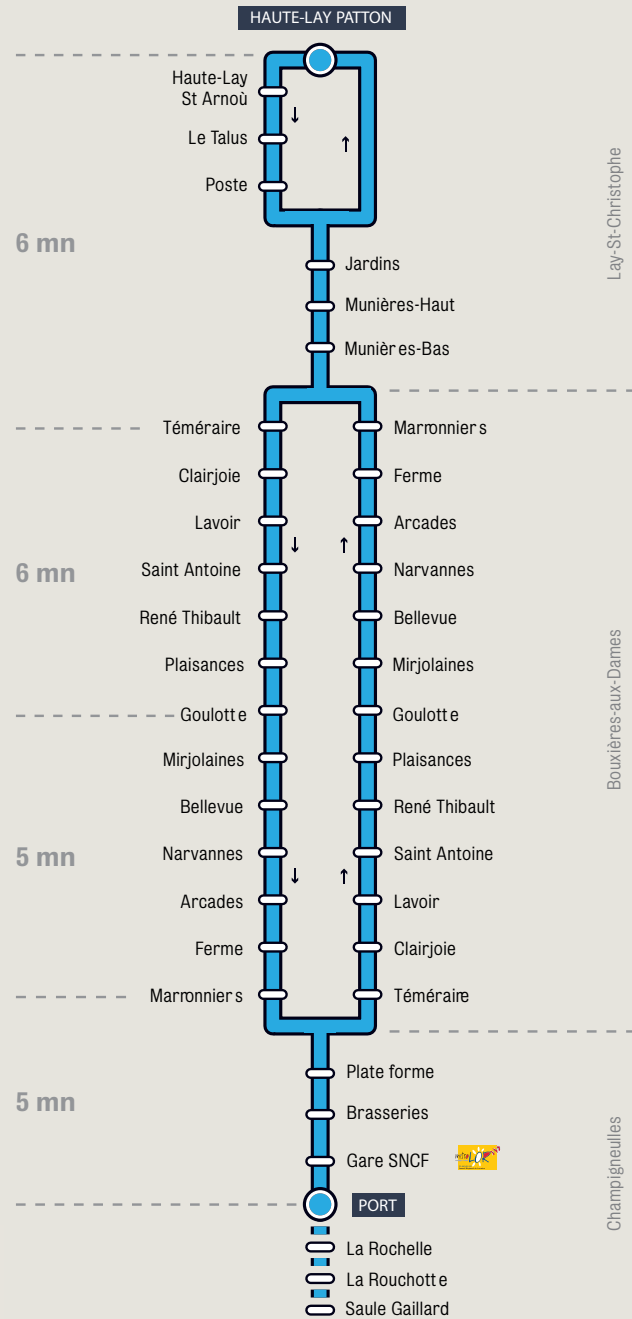 HAUTE-LAY PATTON
Haute-Lay
St Arnoù
Le Talus
Poste
6 mn
Lay-St-Christophe
Jardins
Munières-Haut
Munières-Bas
Téméraire
Marronniers
Clairjoie
Ferme
Lavoir
Arcades
6 mn
Saint Antoine
Narvannes
René Thibault
Bellevue
Plaisances
Mirjolaines
Bouxières-aux-Dames
Goulotte
Goulotte
Mirjolaines
Plaisances
Bellevue
René Thibault
5 mn
Narvannes
Saint Antoine
Arcades
Lavoir
Ferme
Clairjoie
Marronniers
Téméraire
Plate forme
5 mn
Brasseries
Gare SNCF
Champigneulles
PORT
La Rochelle
La Rouchotte
Saule Gaillard